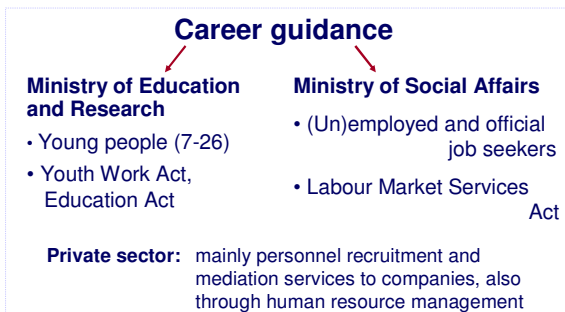 Career guidance
Ministry of Education
and Research
• Young people (7-26)
• Youth Work Act,
Education Act
Ministry of Social Affairs
• (Un)employed and official
job seekers
• Labour Market Services
Act
Private sector: mainly personnel recruitment and
mediation services to companies, also
through human resource management